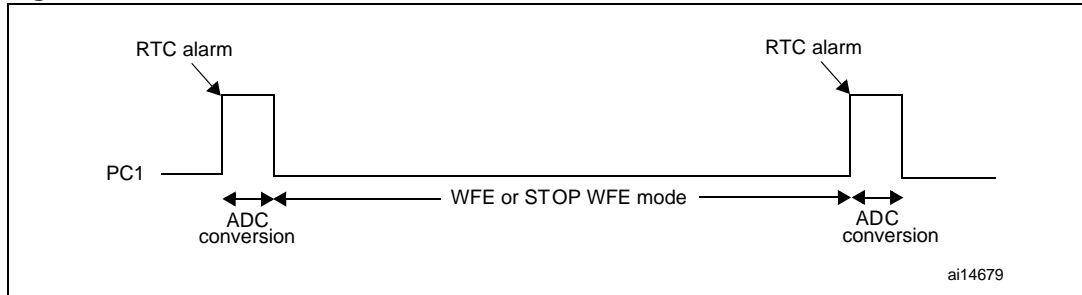 RTC alarm
RTC alarm
PC1
WFE or STOP WFE mode
ADC
conversion
ADC
conversion
ai14679